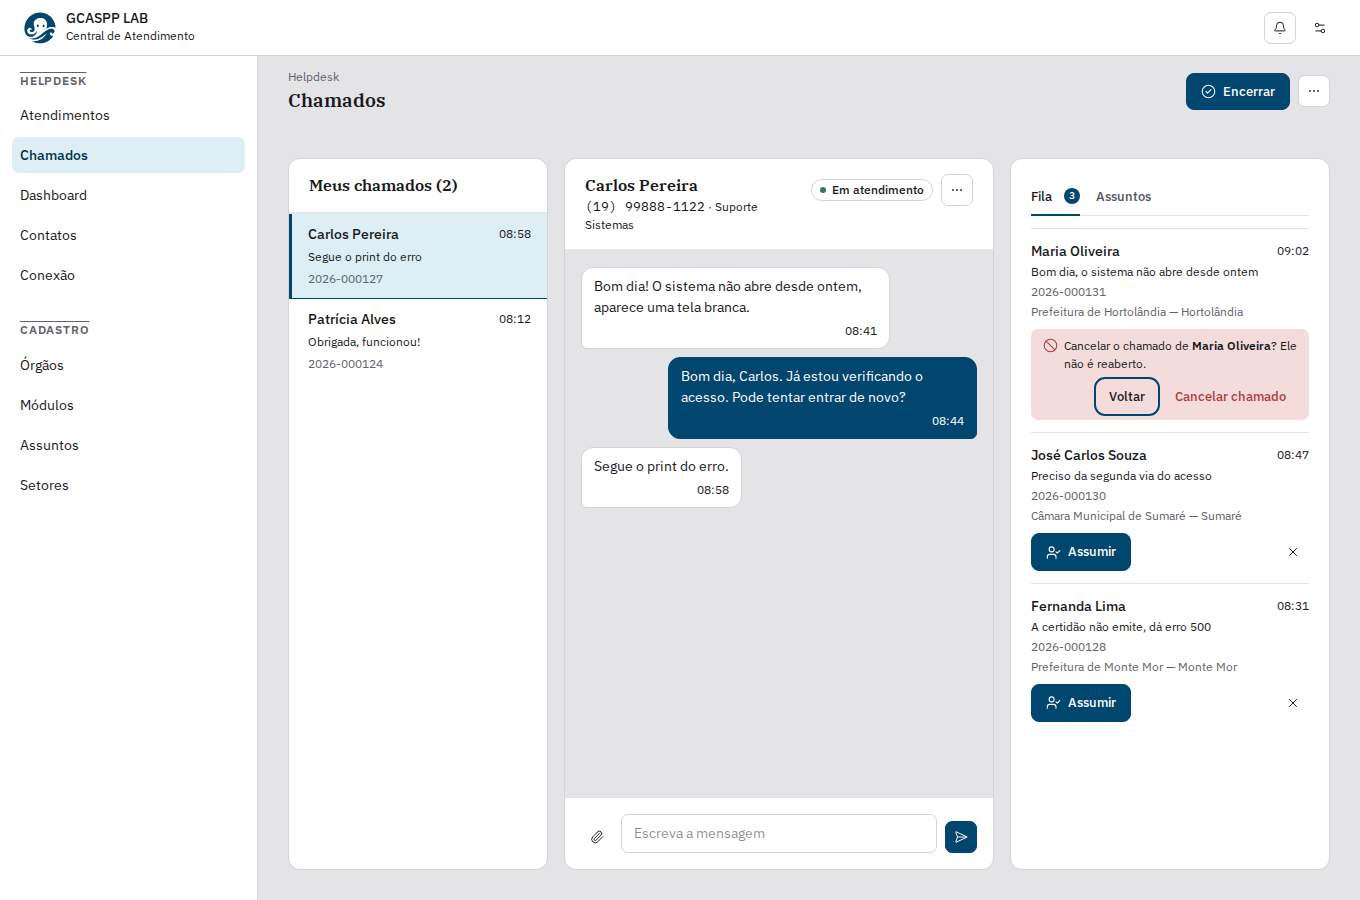 GCASPP LAB
Central de Atendimento
HELPDESK
Atendimentos
Chamados
Dashboard
Contatos
Conexão
CADASTRO
Órgãos
Módulos
Assuntos
Setores
Helpdesk
Chamados
Encerrar
Meus chamados (2)
Carlos Pereira 08:58
Segue o print do erro
2026-000127
Patrícia Alves 08:12
Obrigada, funcionou!
2026-000124
Carlos Pereira
(19) 99888-1122 · Suporte
Sistemas
Em atendimento
Bom dia! O sistema não abre desde ontem,
aparece uma tela branca.
08:41
Bom dia, Carlos. Já estou verificando o
acesso. Pode tentar entrar de novo?
08:44
Segue o print do erro.
08:58
Escreva a mensagem
Fila 3 Assuntos
Maria Oliveira 09:02
Bom dia, o sistema não abre desde ontem
2026-000131
Prefeitura de Hortolândia — Hortolândia
Cancelar o chamado de Maria Oliveira? Ele
não é reaberto.
Voltar Cancelar chamado
José Carlos Souza 08:47
Preciso da segunda via do acesso
2026-000130
Câmara Municipal de Sumaré — Sumaré
Assumir
Fernanda Lima 08:31
A certidão não emite, dá erro 500
2026-000128
Prefeitura de Monte Mor — Monte Mor
Assumir